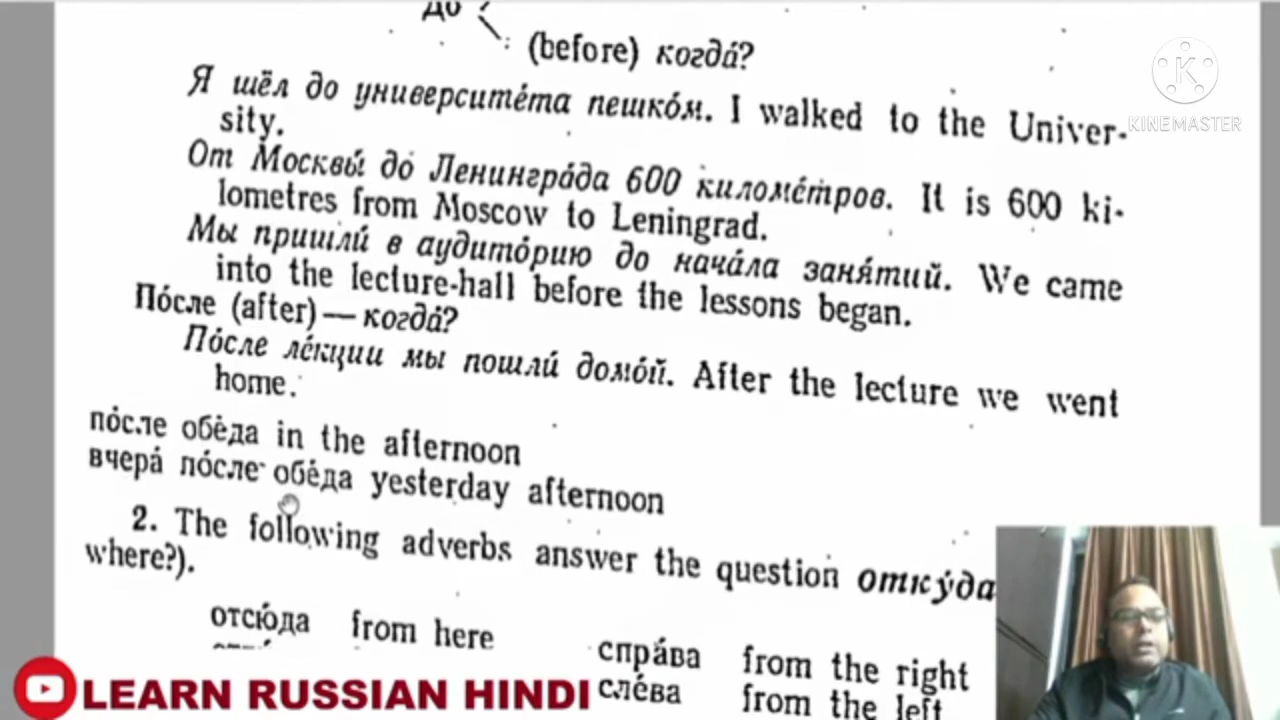 до
(before) когда́?
Я шёл до университе́та пешко́м. I walked to the Univer-
sity.
От Москвы́ до Ленингра́да 600 киломе́тров. It is 600 ki-
lometres from Moscow to Leningrad.
Мы пришли́ в аудито́рию до нача́ла заня́тий. We came
into the lecture-hall before the lessons began.
По́сле (after) — когда́?
По́сле ле́кции мы пошли́ домо́й. After the lecture we went
home.
по́сле обе́да in the afternoon
вчера́ по́сле обе́да yesterday afternoon
2. The following adverbs answer the question отку́да
where?).
отсю́да from here
спра́ва from the right
сле́ва from the left
LEARN RUSSIAN HINDI
K
KINEMASTER